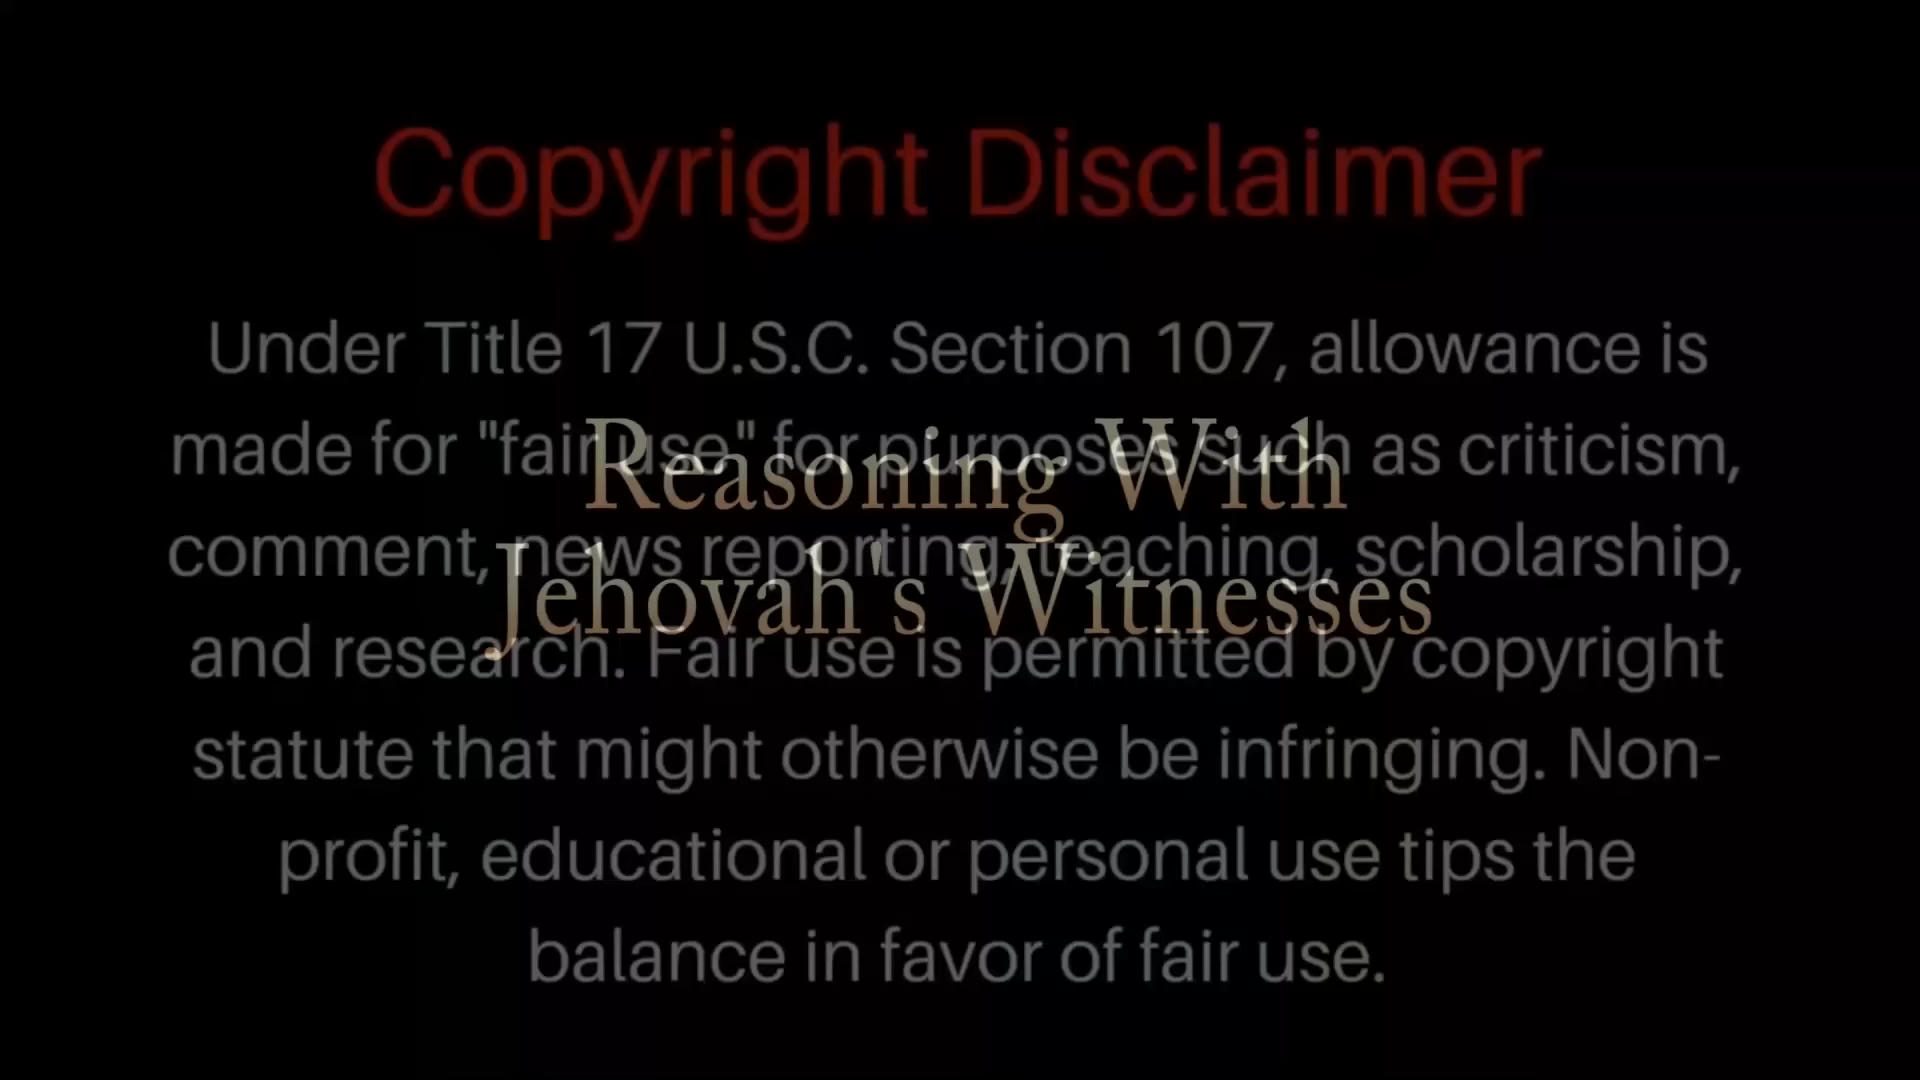 Copyright Disclaimer
Under Title 17 U.S.C. Section 107, allowance is
made for "fair use" for purposes such as criticism,
comment, news reporting, teaching, scholarship,
and research. Fair use is permitted by copyright
statute that might otherwise be infringing. Non-
profit, educational or personal use tips the
balance in favor of fair use.
Reasoning With
Jehovah's Witnesses